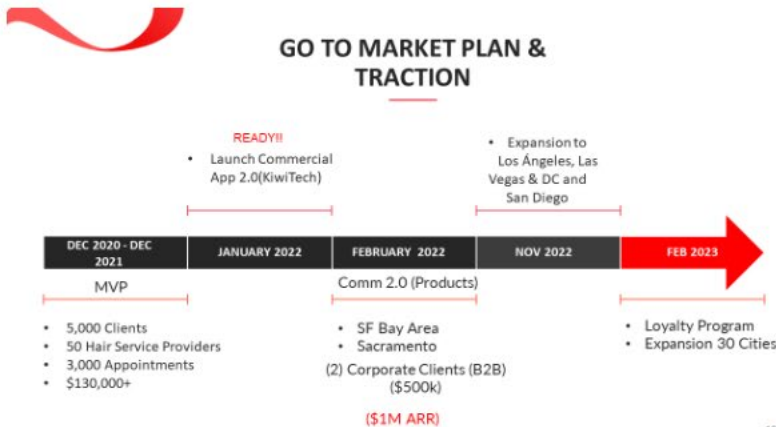 GO TO MARKET PLAN &
TRACTION
READY!!
• Launch Commercial
App 2.0(KiwiTech)
• Expansion to
Los Ángeles, Las
Vegas & DC and
San Diego
DEC 2020 - DEC
2021
JANUARY 2022
FEBRUARY 2022
NOV 2022
FEB 2023
MVP
• 5,000 Clients
• 50 Hair Service Providers
• 3,000 Appointments
• $130,000+
Comm 2.0 (Products)
• SF Bay Area
• Sacramento
(2) Corporate Clients (B2B)
($500k)
($1M ARR)
• Loyalty Program
• Expansion 30 Cities